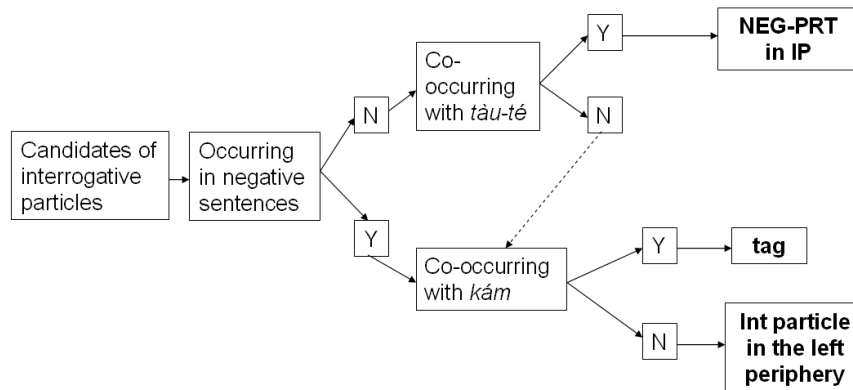 Candidates of
interrogative
particles
Occurring
in negative
sentences
N
Y
Co-
occurring
with tàu-té
Y
N
NEG-PRT
in IP
Co-occurring
with kám
Y
N
tag
Int particle
in the left
periphery